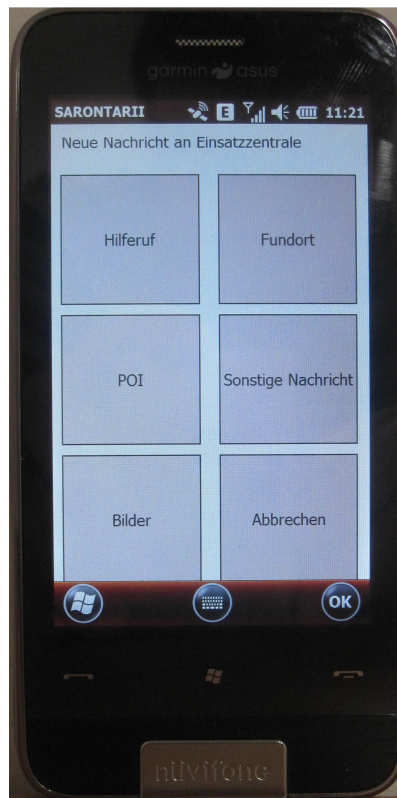 garmin asus
SARONTARII E 11:21
Neue Nachricht an Einsatzzentrale
Hilferuf Fundort
POI Sonstige Nachricht
Bilder Abbrechen
OK
nüvifone